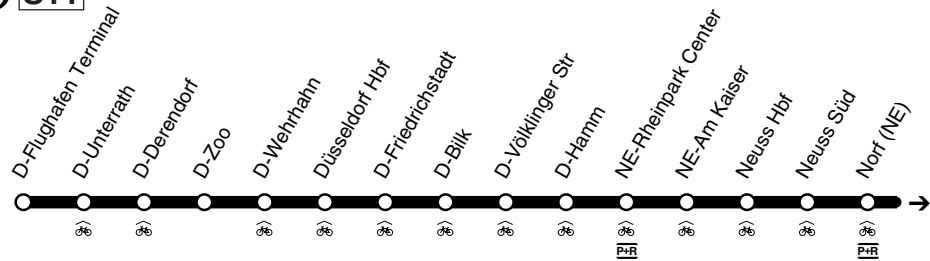 D-Flughafen Terminal
D-Unterrath
D-Derendorf
D-Zoo
D-Wehrhahn
Düsseldorf Hbf
D-Friedrichstadt
D-Bilk
D-Völklinger Str
D-Hamm
NE-Rheinpark Center
NE-Am Kaiser
Neuss Hbf
Neuss Süd
Norf (NE)
P+R
P+R